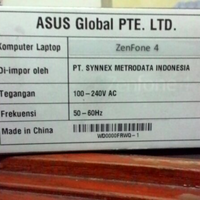 ASUS Global PTE. LTD.
Komputer Laptop ZenFone 4
Di-impor oleh PT. SYNNEX METRODATA INDONESIA
Tegangan 100-240V AC
Frekuensi 50-60Hz
Made in China